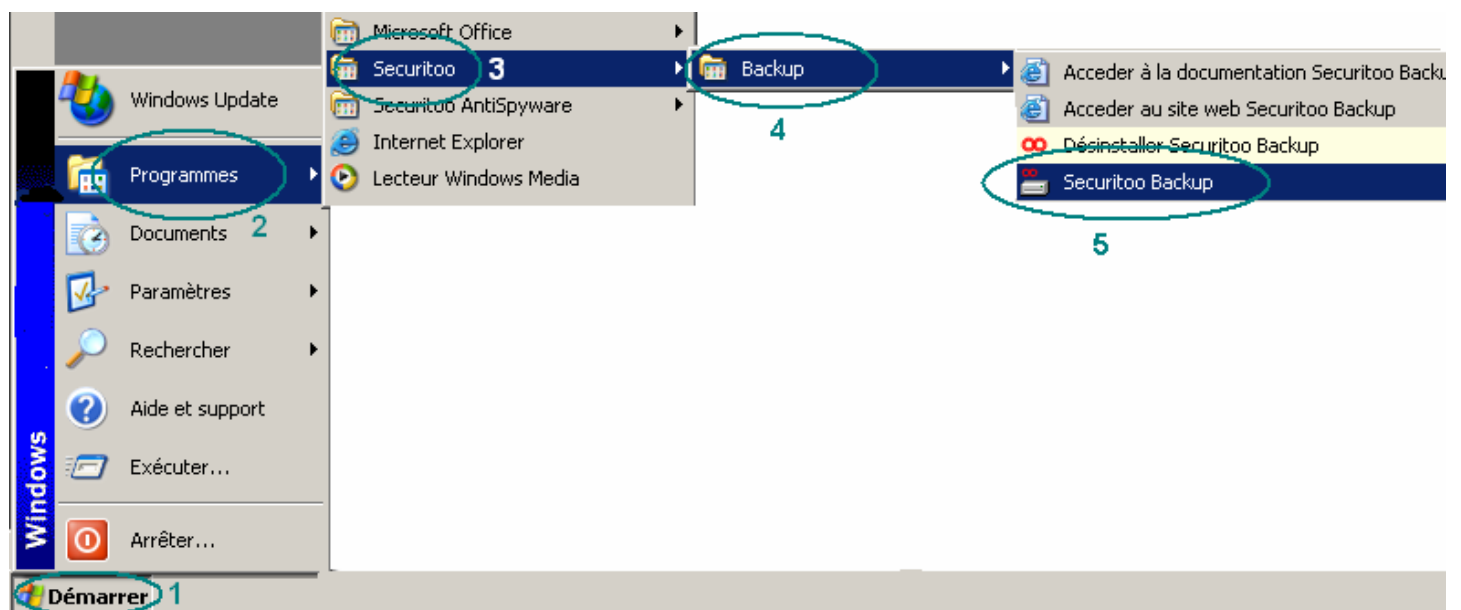 Microsoft Office
Securitoo 3
Securitoo AntiSpyware
Internet Explorer
Lecteur Windows Media
Backup
4
Acceder à la documentation Securitoo Backu
Acceder au site web Securitoo Backup
Désinstaller Securitoo Backup
Securitoo Backup
5
Windows Update
Programmes
2
Documents
Paramètres
Rechercher
Aide et support
Exécuter...
Arrêter...
Windows
Démarrer 1